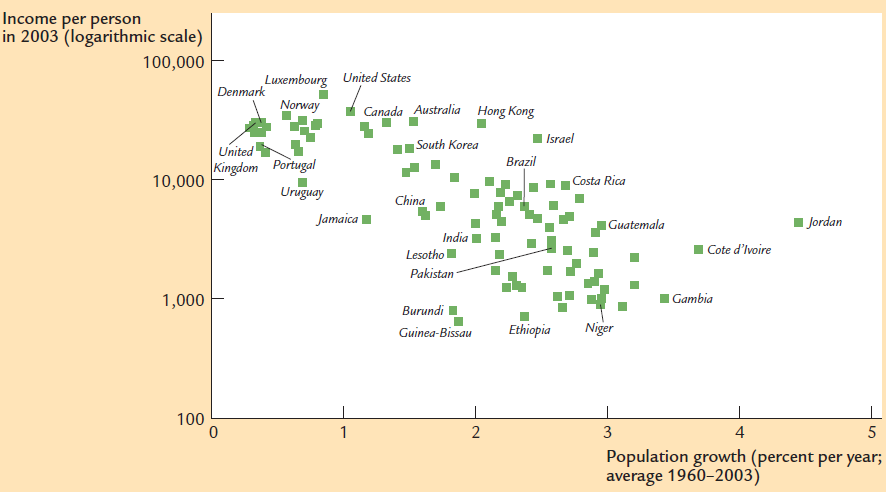 Income per person
in 2003 (logarithmic scale)
100,000
10,000
1,000
100
Luxembourg
United States
Denmark
Norway
Canada
Australia
Hong Kong
United
Kingdom
Portugal
South Korea
Israel
Uruguay
Brazil
Costa Rica
China
Jamaica
Guatemala
Jordan
India
Lesotho
Pakistan
Cote d'Ivoire
Burundi
Guinea-Bissau
Ethiopia
Niger
Gambia
0
1
2
3
4
5
Population growth (percent per year;
average 1960–2003)